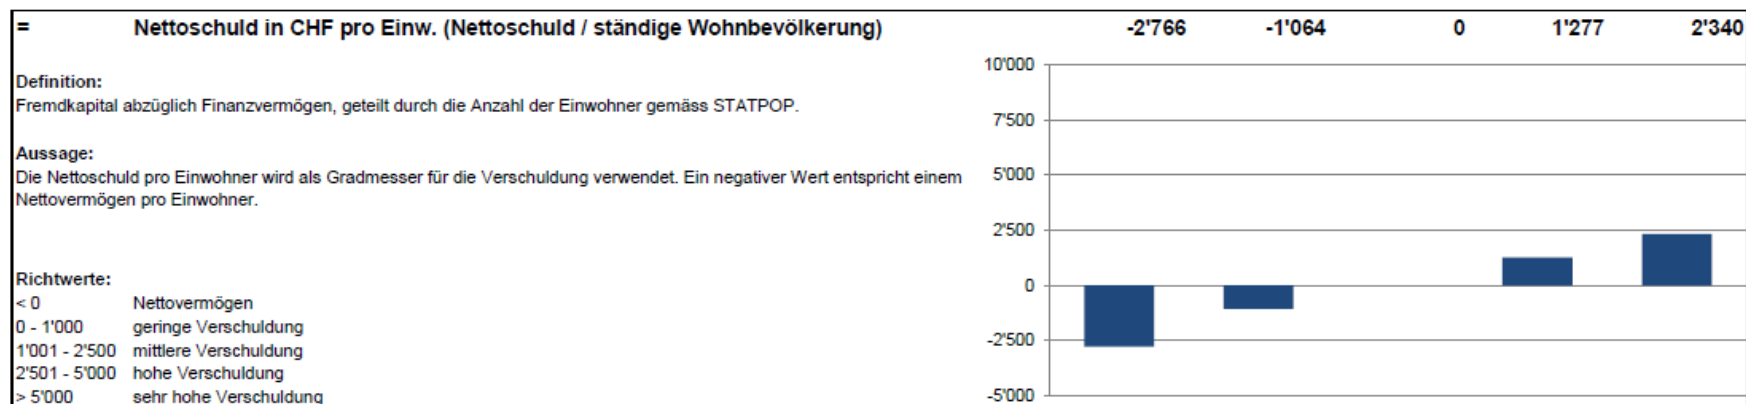 = Nettoschuld in CHF pro Einw. (Nettoschuld / ständige Wohnbevölkerung) -2'766 -1'064 0 1'277 2'340
Definition:
Fremdkapital abzüglich Finanzvermögen, geteilt durch die Anzahl der Einwohner gemäss STATPOP.
Aussage:
Die Nettoschuld pro Einwohner wird als Gradmesser für die Verschuldung verwendet. Ein negativer Wert entspricht einem
Nettovermögen pro Einwohner.
Richtwerte:
< 0 Nettovermögen
0 - 1'000 geringe Verschuldung
1'001 - 2'500 mittlere Verschuldung
2'501 - 5'000 hohe Verschuldung
> 5'000 sehr hohe Verschuldung
10'000
7'500
5'000
2'500
0
-2'500
-5'000